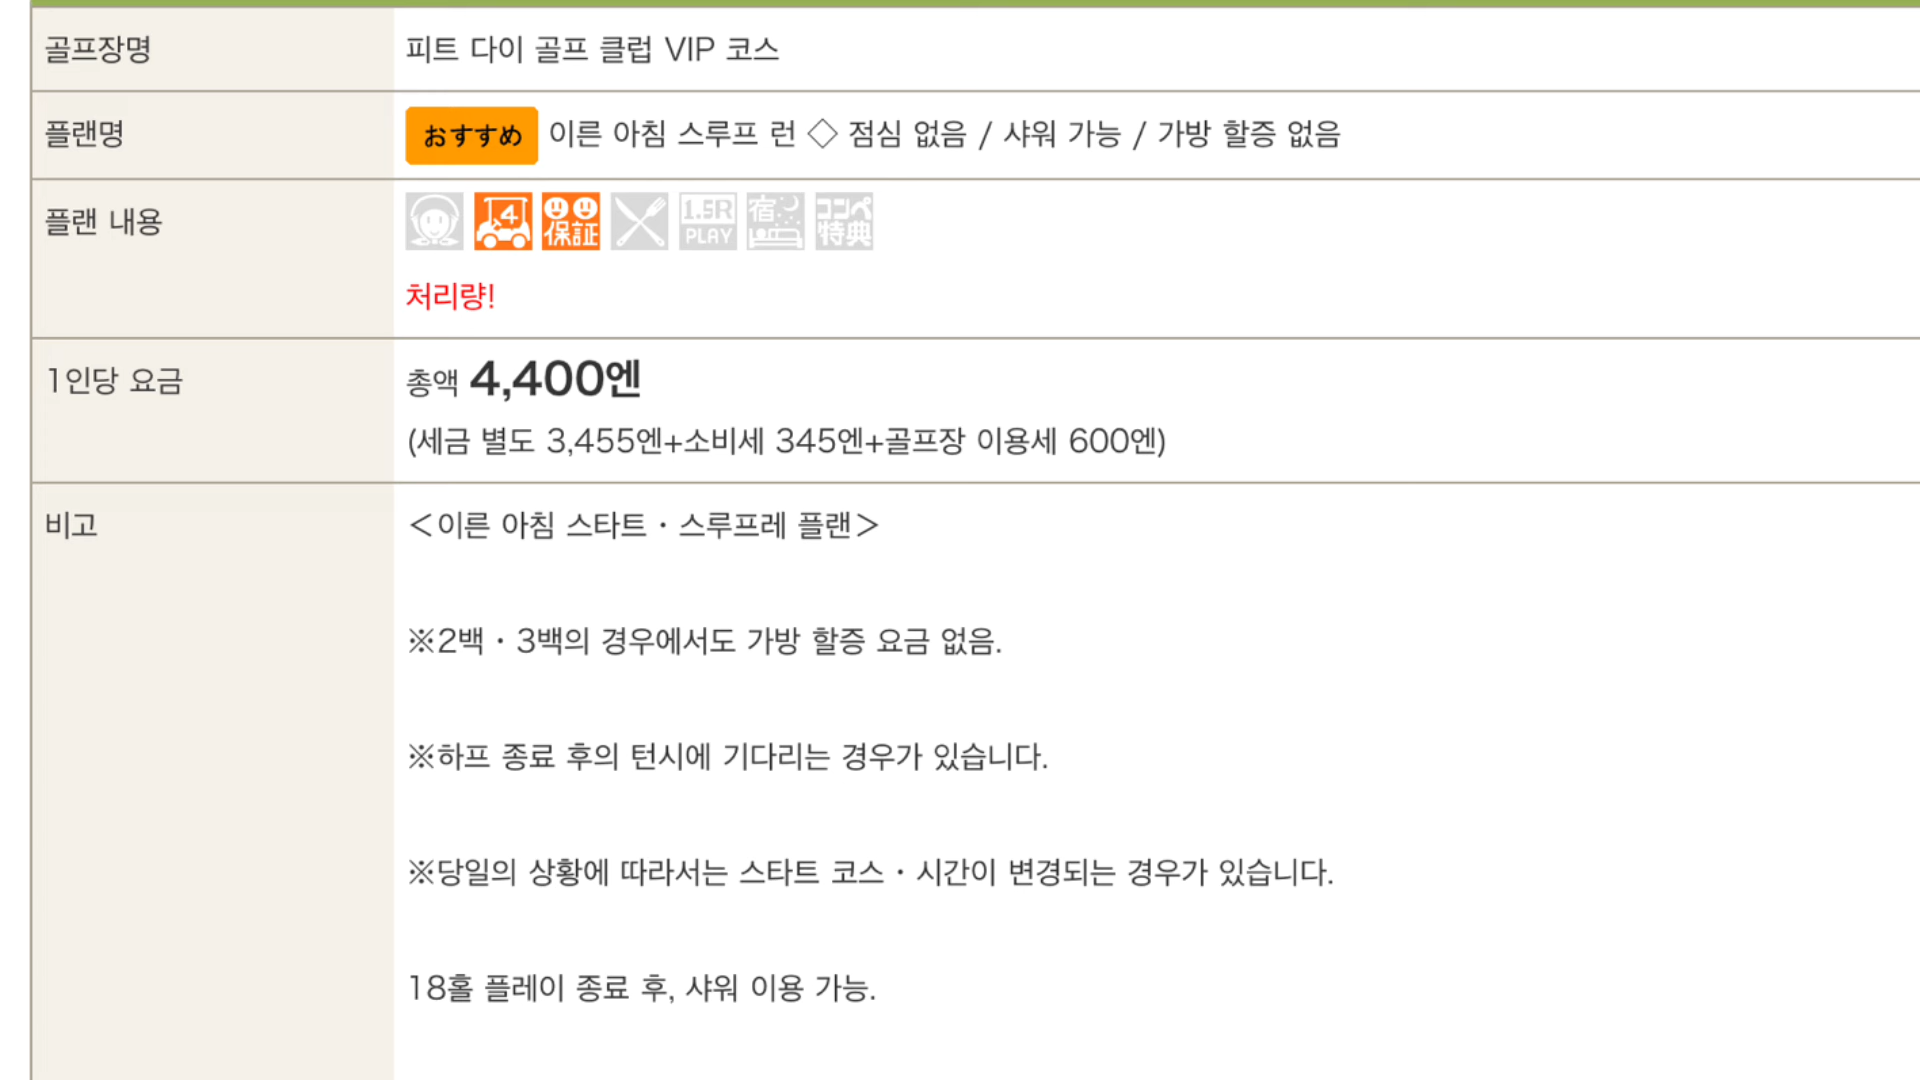 골프장명
피트 다이 골프 클럽 VIP 코스
플랜명
おすすめ 이른 아침 스루프 런 ◇ 점심 없음 / 샤워 가능 / 가방 할증 없음
플랜 내용
4 保証 1.5R PLAY 宿 コンペ 特典
처리량!
1인당 요금
총액 4,400엔
(세금 별도 3,455엔+소비세 345엔+골프장 이용세 600엔)
비고
＜이른 아침 스타트・스루프레 플랜＞
※2백・3백의 경우에서도 가방 할증 요금 없음.
※하프 종료 후의 턴시에 기다리는 경우가 있습니다.
※당일의 상황에 따라서는 스타트 코스・시간이 변경되는 경우가 있습니다.
18홀 플레이 종료 후, 샤워 이용 가능.